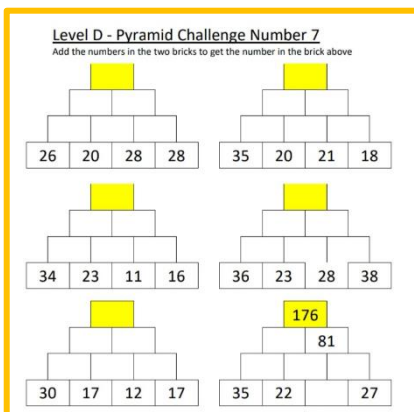 Level D - Pyramid Challenge Number 7
Add the numbers in the two bricks to get the number in the brick above
26 20 28 28
35 20 21 18
34 23 11 16
36 23 28 38
176
81
30 17 12 17
35 22 27